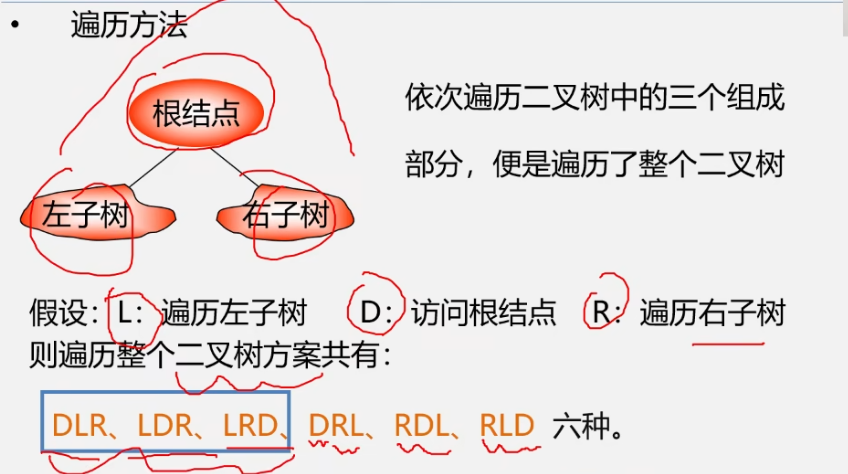 • 遍历方法
根结点
左子树
右子树
依次遍历二叉树中的三个组成
部分，便是遍历了整个二叉树
假设：L：遍历左子树 D：访问根结点 R：遍历右子树
则遍历整个二叉树方案共有：
DLR、LDR、LRD、DRL、RDL、RLD 六种。